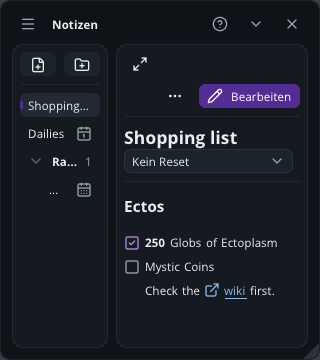 Notizen
Shopping...
Dailies
Ra... 1
...
Bearbeiten
Shopping list
Kein Reset
Ectos
250 Globs of Ectoplasm
Mystic Coins
Check the wiki first.